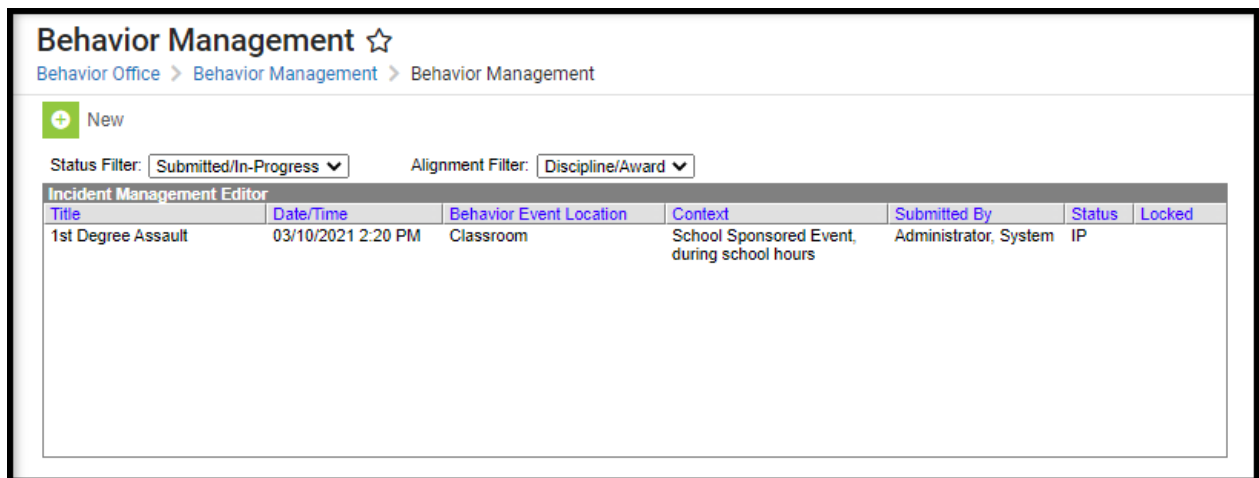 Behavior Management
Behavior Office > Behavior Management > Behavior Management
New
Status Filter: Submitted/In-Progress Alignment Filter: Discipline/Award
Incident Management Editor
Title Date/Time Behavior Event Location Context Submitted By Status Locked
1st Degree Assault 03/10/2021 2:20 PM Classroom School Sponsored Event, Administrator, System IP
during school hours